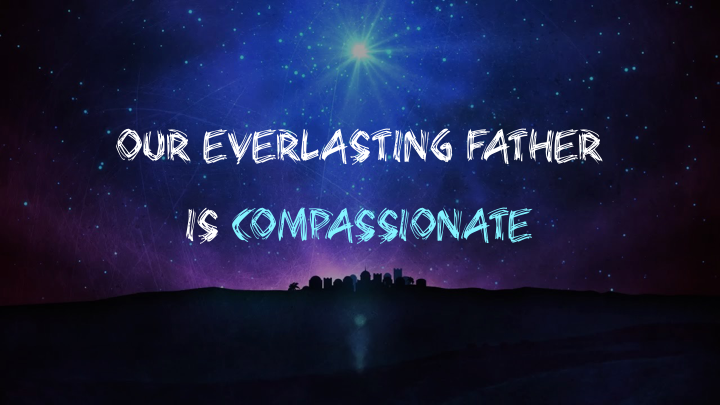 OUR EVERLASTING FATHER
IS COMPASSIONATE